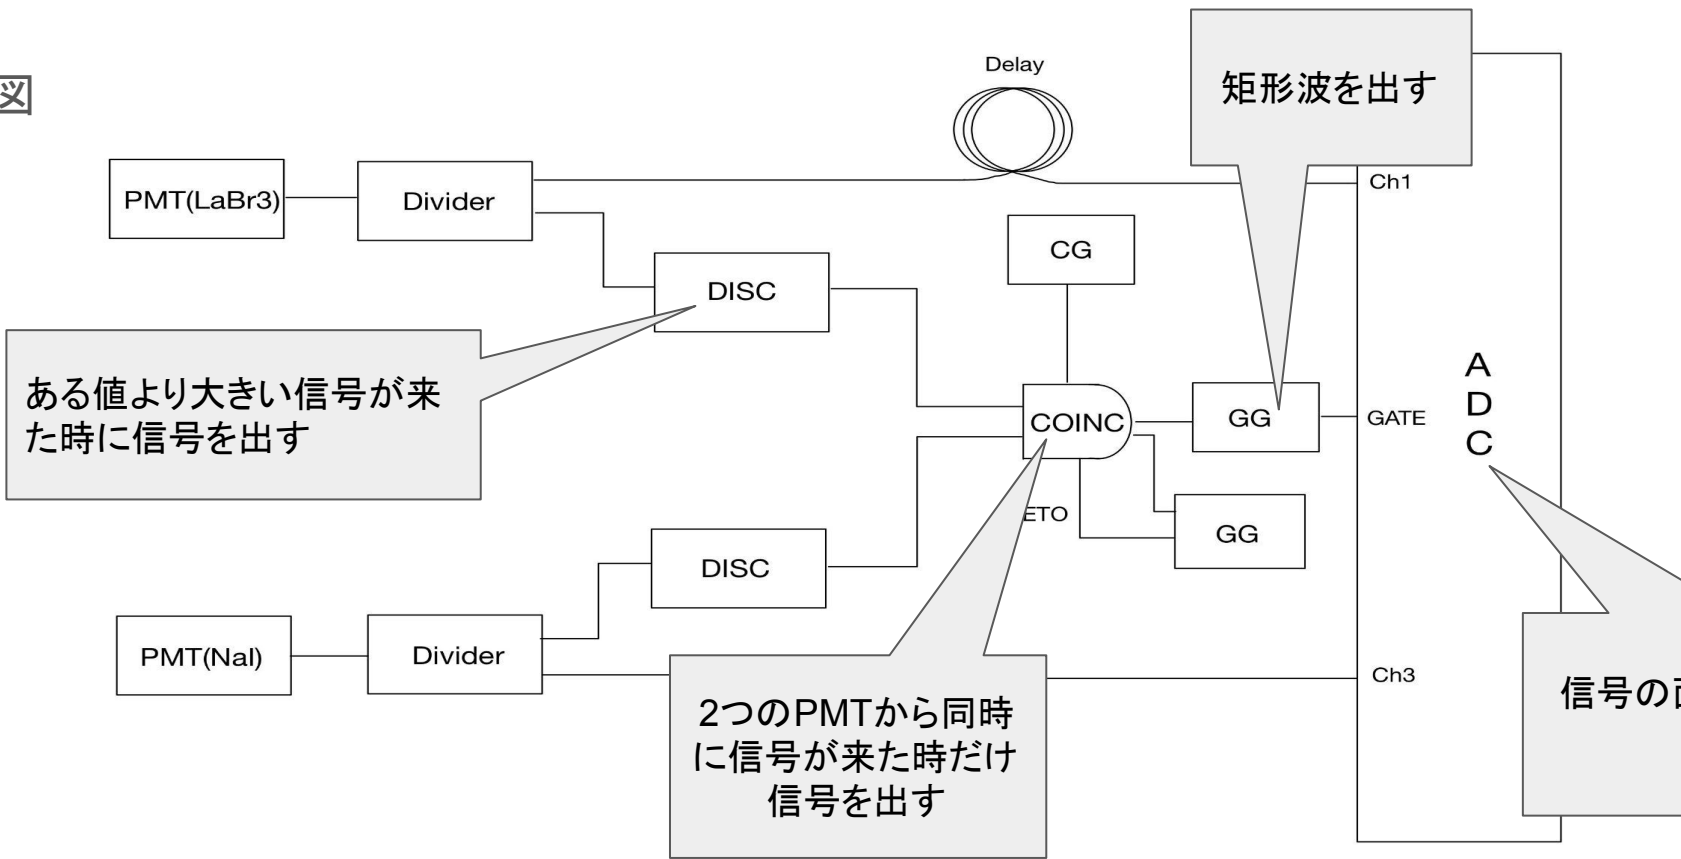 図
Delay
矩形波を出す
PMT(LaBr3)
Divider
Ch1
CG
DISC
ある値より大きい信号が来
た時に信号を出す
A
D
C
COINC
GG
GATE
ETO
GG
DISC
PMT(NaI)
Divider
Ch3
2つのPMTから同時
に信号が来た時だけ
信号を出す
信号の